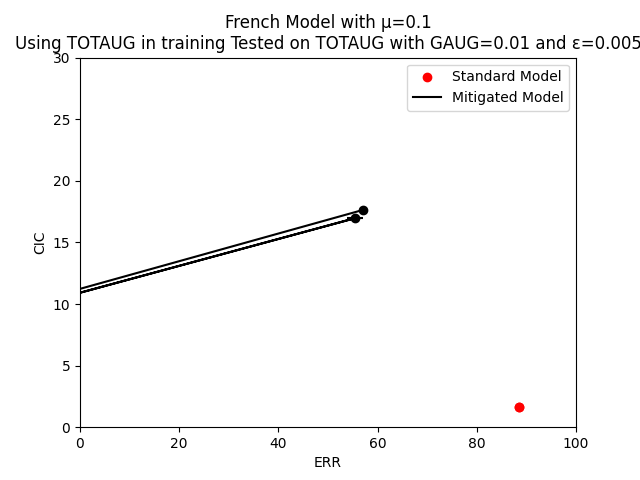 French Model with μ=0.1
Using TOTAUG in training Tested on TOTAUG with GAUG=0.01 and ε=0.005
30
25
20
15
10
5
0
CIC
Standard Model
Mitigated Model
0 20 40 60 80 100
ERR